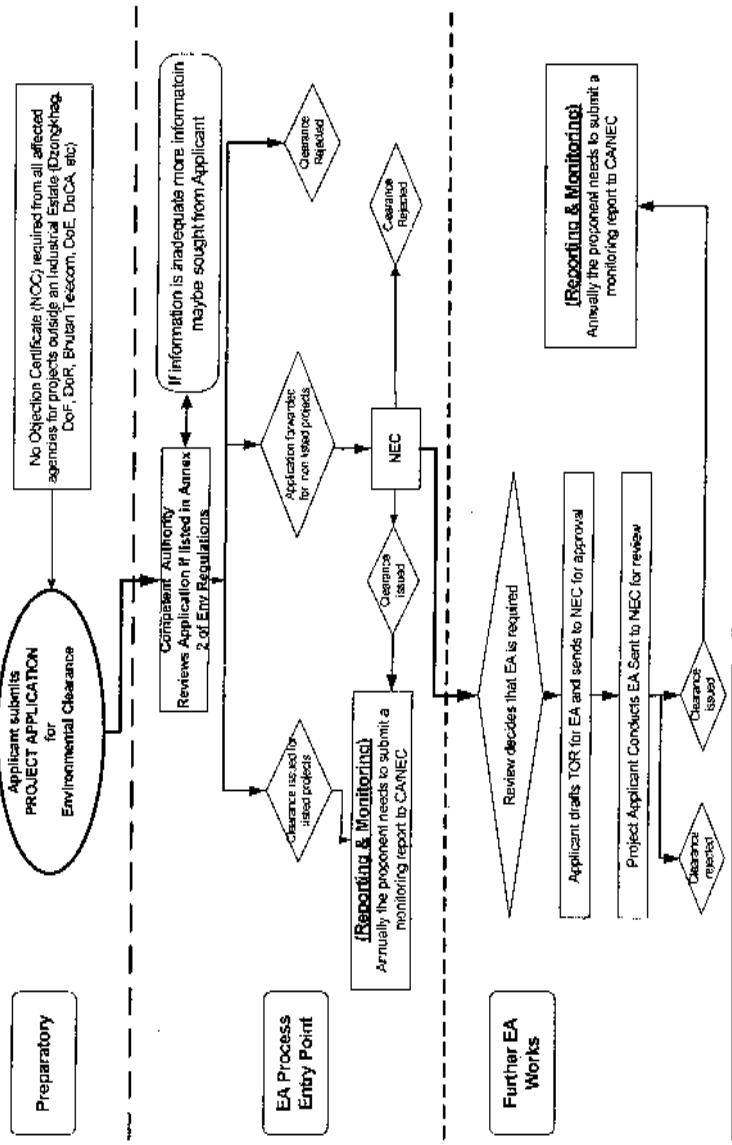 Preparatory
Applicant submits
PROJECT APPLICATION
for
Environmental Clearance
No Objection Certificate (NOC) required from all affected
agencies for projects outside an Industrial Estate (Dzongkhag,
DoF, DoR, Bhutan Telecom, DoE, DoCA, etc)
EA Process
Entry Point
Competent Authority
Reviews Application if listed in Annex
2 of Env Regulations
If information is inadequate more informatoin
maybe sought from Applicant
Clearance issued for
listed projects
Application forwarded
for non listed projects
Clearance
Rejected
(Reporting & Monitoring)
Annually the proponent needs to submit a
monitoring report to CA/NEC
Clearance
issued
NEC
Clearance
Rejected
Further EA
Works
Review decides that EA is required
Applicant drafts TOR for EA and sends to NEC for approval
Project Applicant Conducts EA Sent to NEC for review
Clearance
rejected
Clearance
issued
(Reporting & Monitoring)
Annually the proponent needs to submit a
monitoring report to CA/NEC